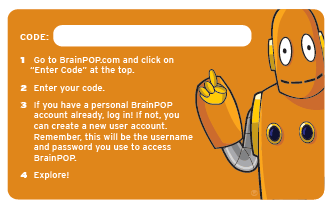 CODE:
1 Go to BrainPOP.com and click on
"Enter Code" at the top.
2 Enter your code.
3 If you have a personal BrainPOP
account already, log in! If not, you
can create a new user account.
Remember, this will be the username
and password you use to access
BrainPOP.
4 Explore!